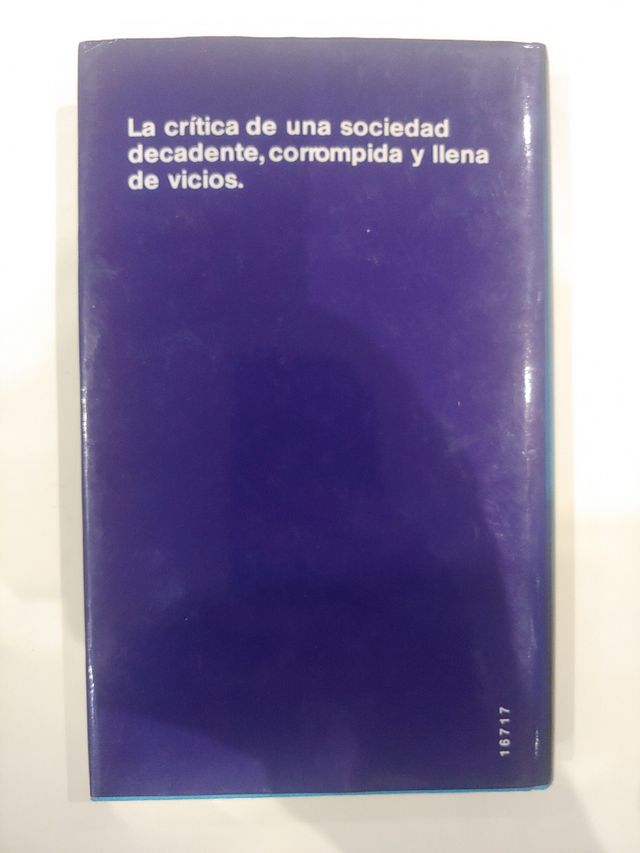 La crítica de una sociedad
decadente, corrompida y llena
de vicios.
16717